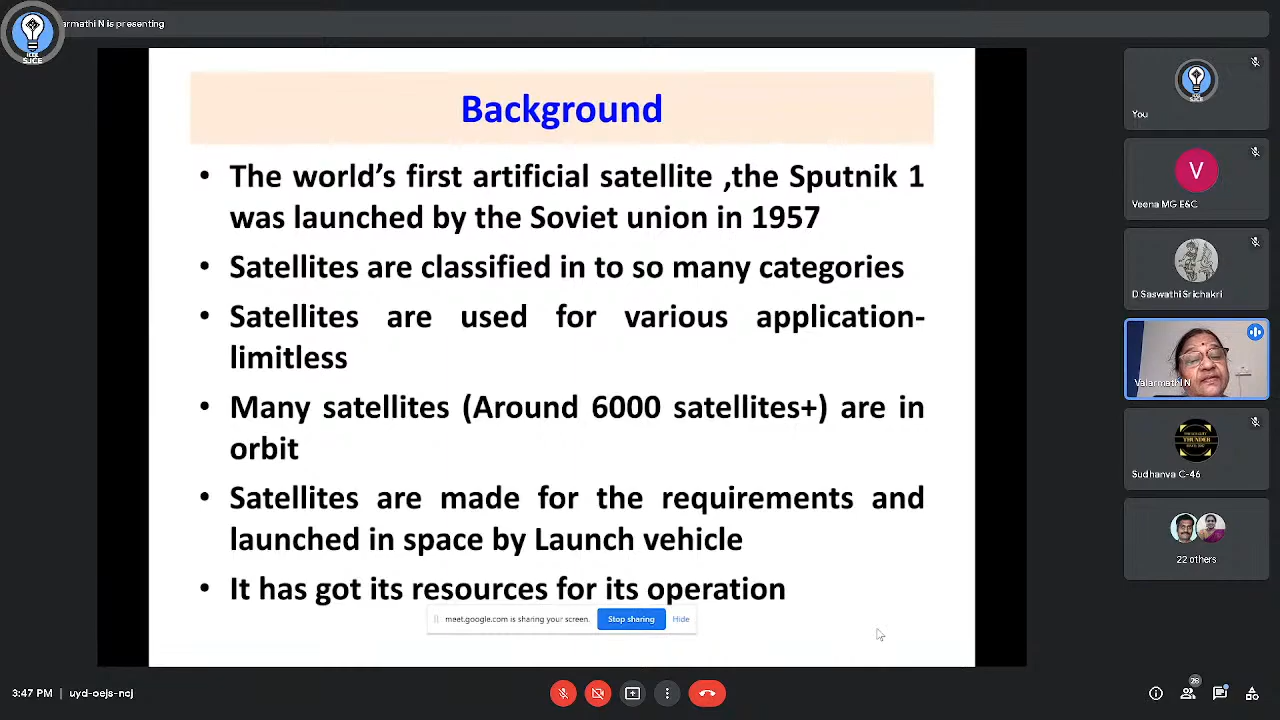 armathi N is presenting
SJCE
Background
• The world's first artificial satellite ,the Sputnik 1
was launched by the Soviet union in 1957
• Satellites are classified in to so many categories
• Satellites are used for various application-
limitless
• Many satellites (Around 6000 satellites+) are in
orbit
• Satellites are made for the requirements and
launched in space by Launch vehicle
• It has got its resources for its operation
meet.google.com is sharing your screen.
Stop sharing
Hide
You
V
Veena MG E&C
D Saswathi Srichakri
Valarmathi N
THUNDER
Sudhanva C-46
22 others
3:47 PM | uyd-oejs-ncj
26